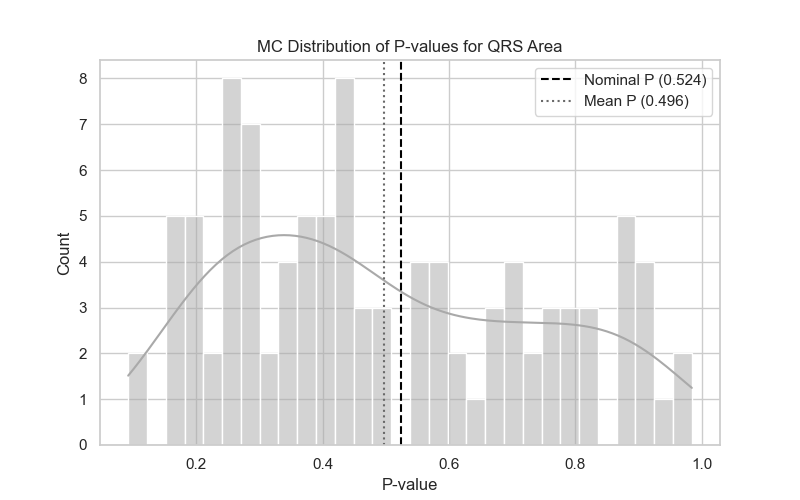 MC Distribution of P-values for QRS Area
Nominal P (0.524)
Mean P (0.496)
8
7
6
5
4
3
2
1
0
Count
0.2 0.4 0.6 0.8 1.0
P-value